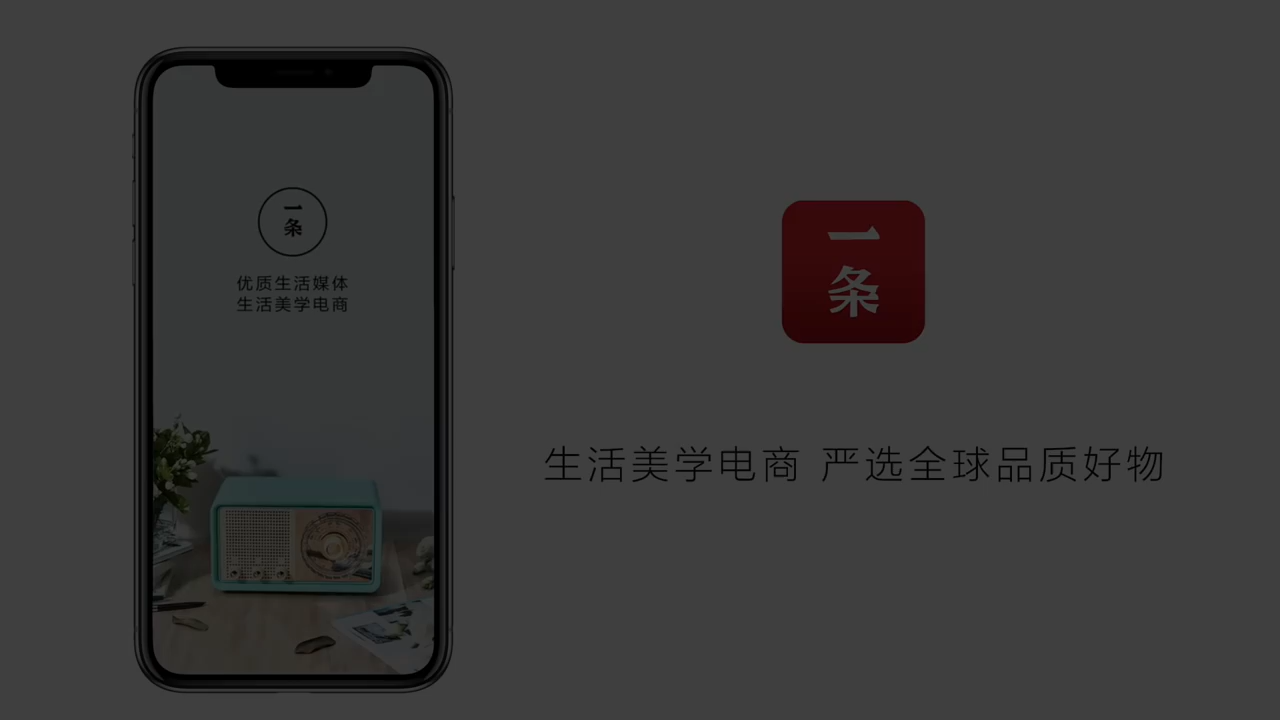 一
条
优质生活媒体
生活美学电商
一
条
生活美学电商 严选全球品质好物